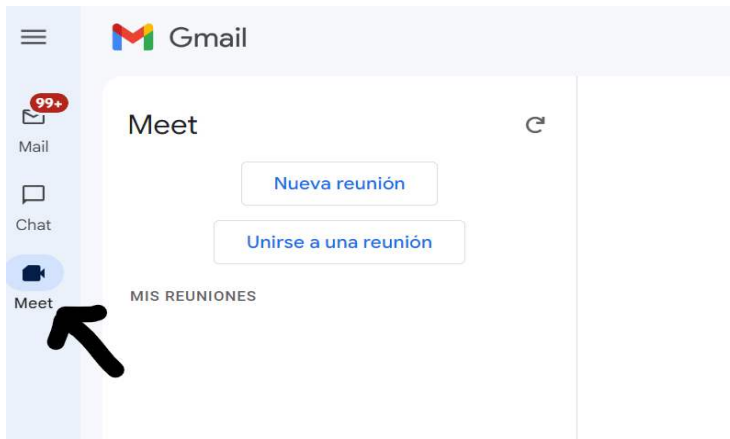 Gmail
99+
Mail
Chat
Meet
Meet
Nueva reunión
Unirse a una reunión
MIS REUNIONES